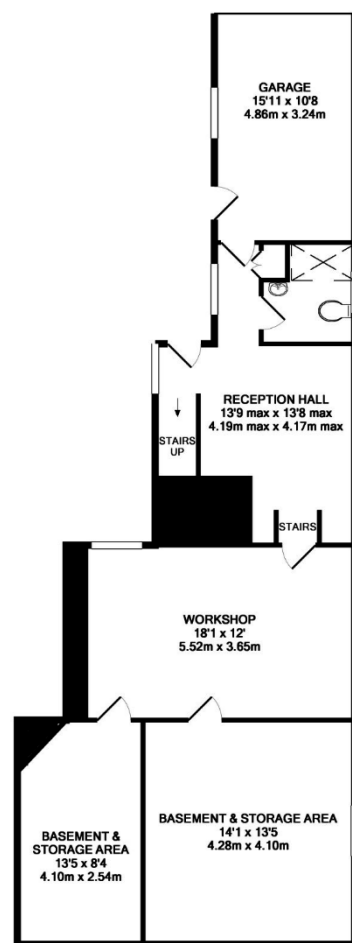 GARAGE
15'11 x 10'8
4.86m x 3.24m
RECEPTION HALL
13'9 max x 13'8 max
4.19m max x 4.17m max
STAIRS
UP
STAIRS
WORKSHOP
18'1 x 12'
5.52m x 3.65m
BASEMENT &
STORAGE AREA
13'5 x 8'4
4.10m x 2.54m
BASEMENT & STORAGE AREA
14'1 x 13'5
4.28m x 4.10m